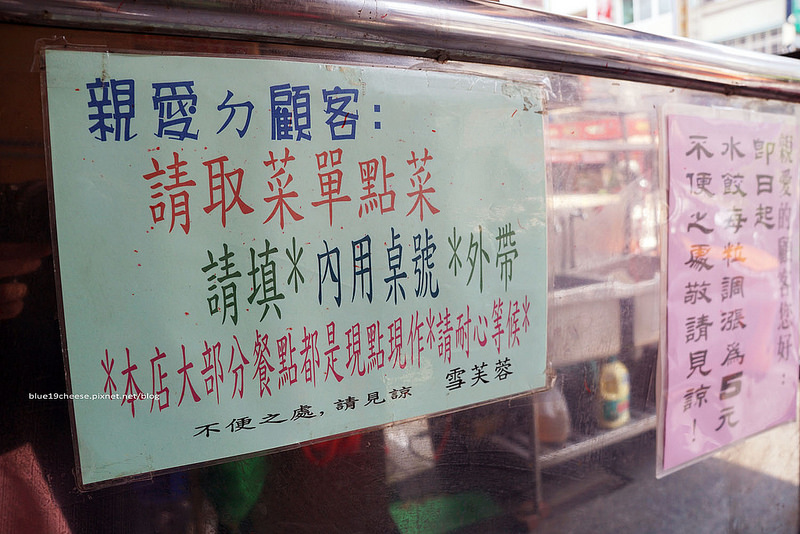 親愛ㄉ顧客:
請取菜單點菜
請填*內用桌號*外帶
*本店大部分餐點都是現點現作*請耐心等候*
不便之處,請見諒 雪芙蓉
親愛的顧客您好:
即日起
水餃每粒調漲為5元
不便之處敬請見諒!
blue19cheese.pixnet.net/blog